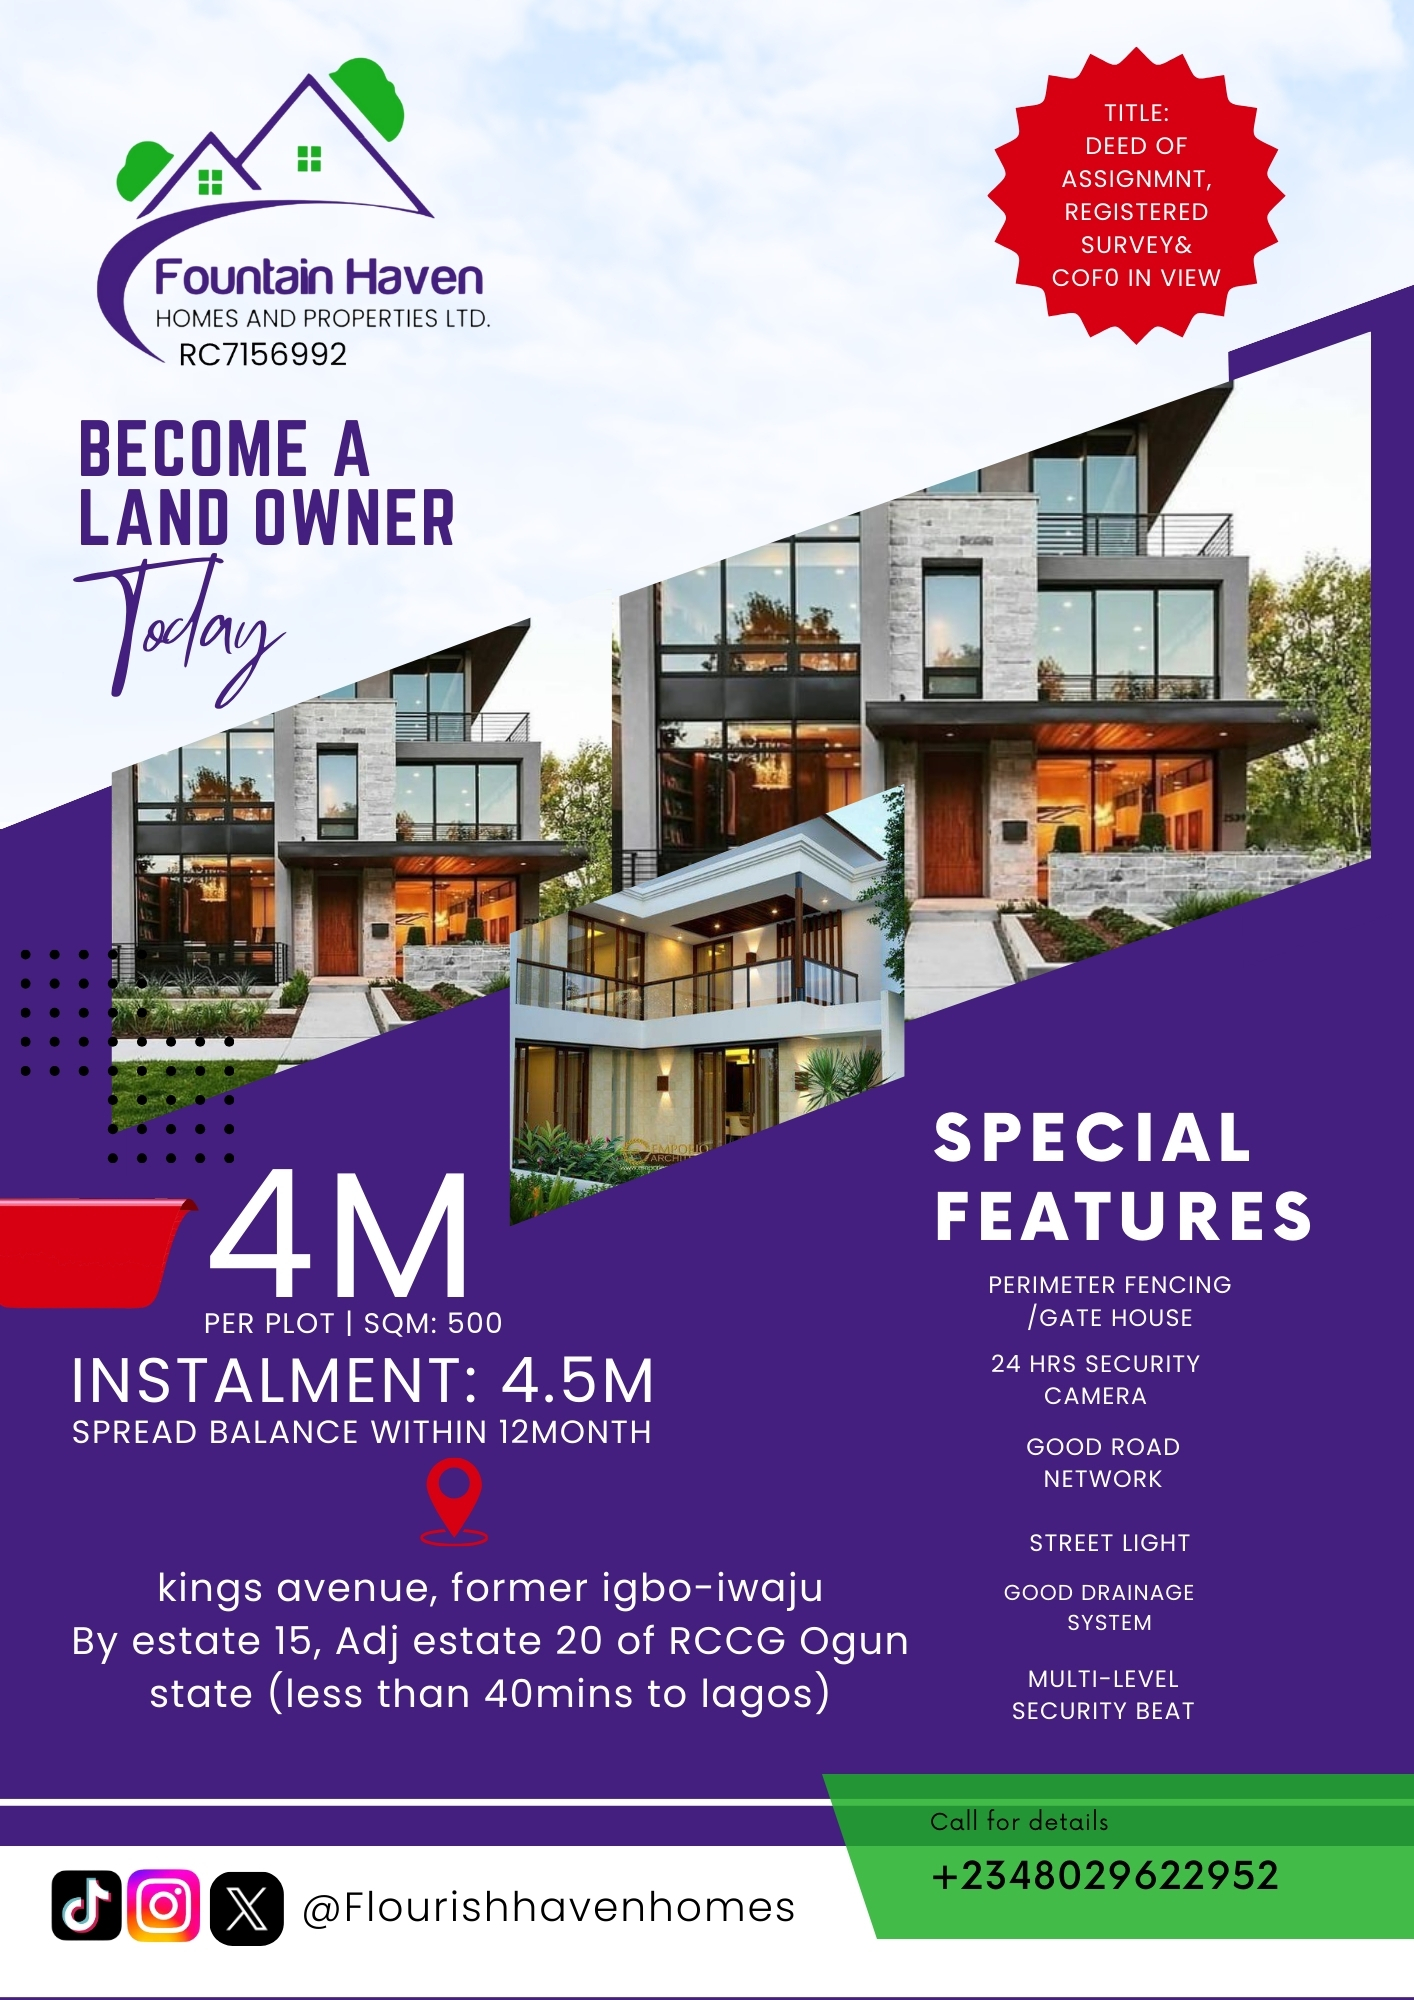 Fountain Haven
HOMES AND PROPERTIES LTD.
RC7156992
TITLE:
DEED OF
ASSIGNMNT,
REGISTERED
SURVEY&
COF0 IN VIEW
BECOME A
LAND OWNER
Today
4M
PER PLOT | SQM: 500
INSTALMENT: 4.5M
SPREAD BALANCE WITHIN 12MONTH
kings avenue, former igbo-iwaju
By estate 15, Adj estate 20 of RCCG Ogun
state (less than 40mins to lagos)
SPECIAL
FEATURES
PERIMETER FENCING
/GATE HOUSE
24 HRS SECURITY
CAMERA
GOOD ROAD
NETWORK
STREET LIGHT
GOOD DRAINAGE
SYSTEM
MULTI-LEVEL
SECURITY BEAT
Call for details
+2348029622952
@Flourishhavenhomes